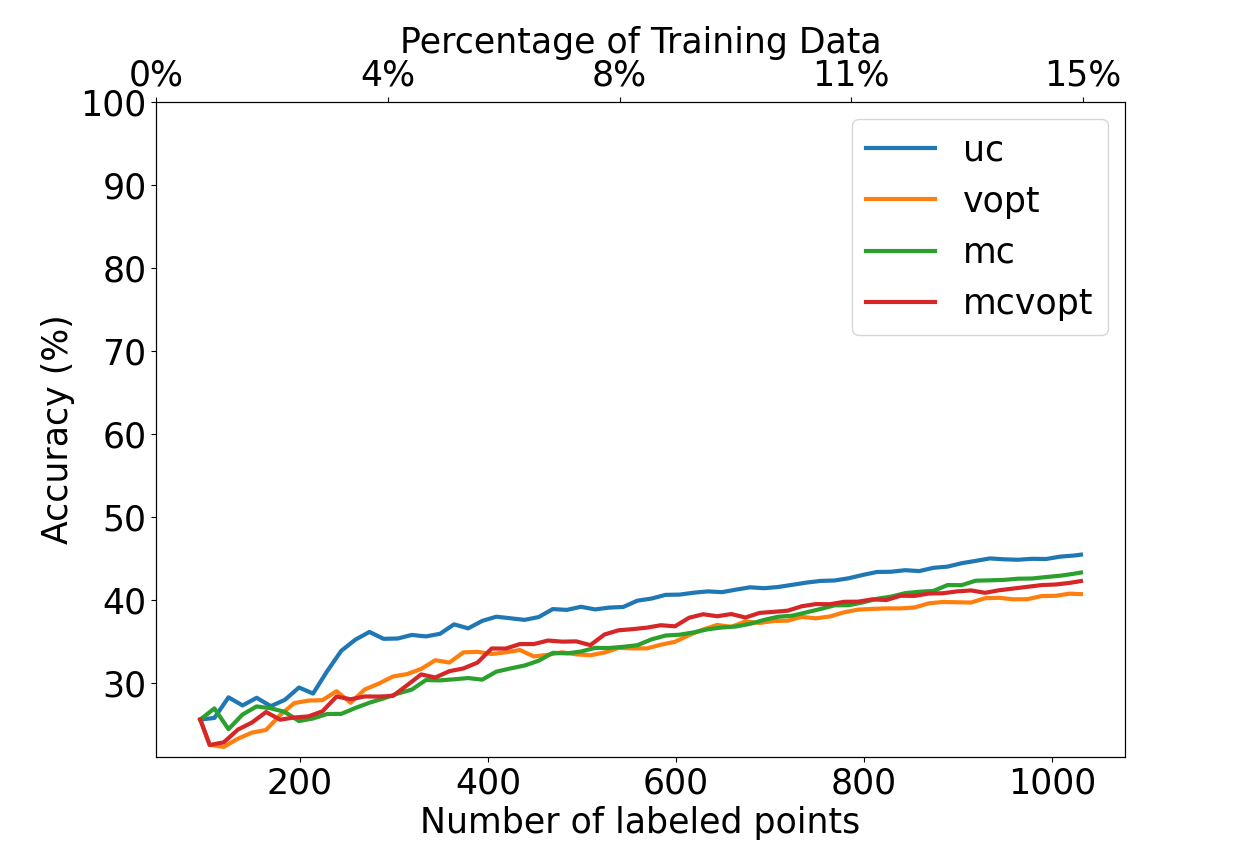 Percentage of Training Data
0% 4% 8% 11% 15%
100
90
80
70
60
50
40
30
Accuracy (%)
uc
vopt
mc
mcvopt
200 400 600 800 1000
Number of labeled points